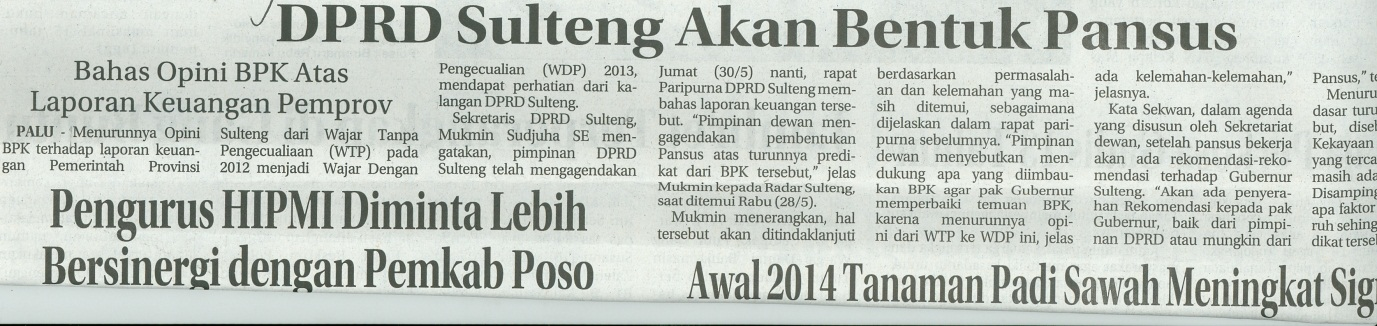 DPRD Sulteng Akan Bentuk Pansus
Bahas Opini BPK Atas
Laporan Keuangan Pemprov
PALU - Menurunnya Opini
BPK terhadap laporan keuan-
gan Pemerintah Provinsi
Sulteng dari Wajar Tanpa
Pengecualiaan (WTP) pada
2012 menjadi Wajar Dengan
Pengecualian (WDP) 2013,
mendapat perhatian dari ka-
langan DPRD Sulteng.
Sekretaris DPRD Sulteng,
Mukmin Sudjuha SE men-
gatakan, pimpinan DPRD
Sulteng telah mengagendakan
Jumat (30/5) nanti, rapat
Paripurna DPRD Sulteng mem-
bahas laporan keuangan terse-
but. "Pimpinan dewan men-
gagendakan pembentukan
Pansus atas turunnya predi-
kat dari BPK tersebut," jelas
Mukmin kepada Radar Sulteng,
saat ditemui Rabu (28/5).
Mukmin menerangkan, hal
tersebut akan ditindaklanjuti
berdasarkan permasalah-
an dan kelemahan yang ma-
sih ditemui, sebagaimana
dijelaskan dalam rapat pari-
purna sebelumnya. "Pimpinan
dewan menyebutkan men-
dukung apa yang diimbau-
kan BPK agar pak Gubernur
memperbaiki temuan BPK,
karena menurunnya opi-
ni dari WTP ke WDP ini, jelas
ada kelemahan-kelemahan,"
jelasnya.
Kata Sekwan, dalam agenda
yang disusun oleh Sekretariat
dewan, setelah pansus bekerja
akan ada rekomendasi-reko-
mendasi terhadap Gubernur
Sulteng. "Akan ada penyera-
han Rekomendasi kepada pak
Gubernur, baik dari pimpi-
nan DPRD atau mungkin dari
Pansus," te
Menuru
dasar turu
but, disel
Kekayaan
yang terca
masih ada
Disamping
apa faktor
ruh sehing
dikat tersel
Pengurus HIPMI Diminta Lebih
Bersinergi dengan Pemkab Poso
Awal 2014 Tanaman Padi Sawah Meningkat Sig